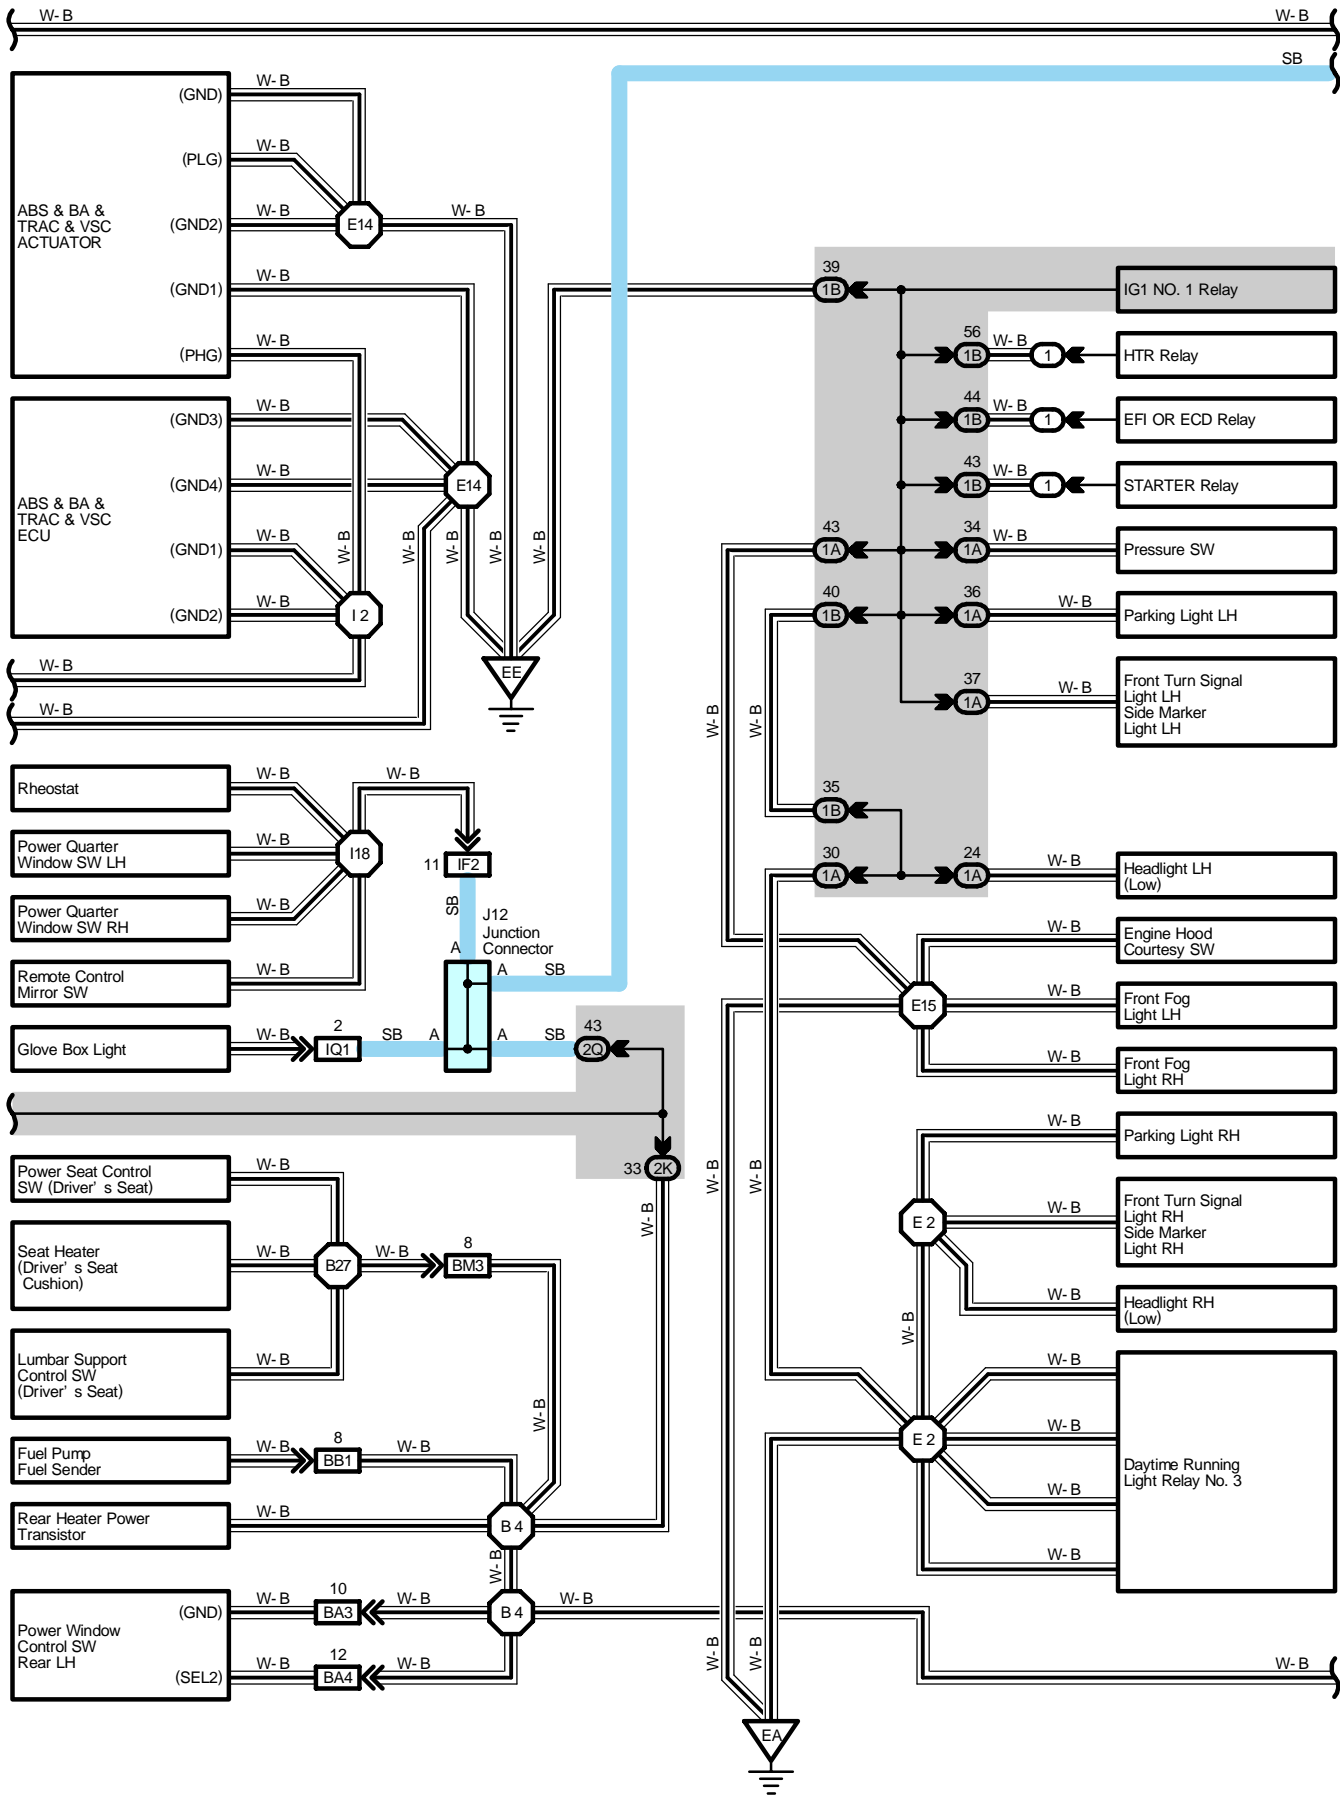 W-B
W-B
SB
ABS & BA &
TRAC & VSC
ACTUATOR
(GND)
W-B
(PLG)
W-B
(GND2)
W-B
E14
W-B
(GND1)
W-B
(PHG)
W-B
ABS & BA &
TRAC & VSC
ECU
(GND3)
W-B
(GND4)
W-B
E14
(GND1)
W-B
(GND2)
W-B
I 2
W-B
W-B
W-B
W-B
W-B
W-B
W-B
EE
39
1B
IG1 NO. 1 Relay
56
1B
W-B
1
HTR Relay
44
1B
W-B
1
EFI OR ECD Relay
43
1B
W-B
1
STARTER Relay
43
1A
34
1A
W-B
Pressure SW
40
1B
36
1A
W-B
Parking Light LH
37
1A
W-B
Front Turn Signal
Light LH
Side Marker
Light LH
W-B
W-B
35
1B
30
1A
24
1A
W-B
Headlight LH
(Low)
Rheostat
W-B
W-B
Power Quarter
Window SW LH
W-B
I18
11
IF2
Power Quarter
Window SW RH
W-B
SB
J12
Junction
Connector
Remote Control
Mirror SW
W-B
A
A
SB
Glove Box Light
W-B
2
IQ1
SB
A
A
SB
43
2Q
33
2K
W-B
Engine Hood
Courtesy SW
E15
W-B
Front Fog
Light LH
W-B
Front Fog
Light RH
W-B
Parking Light RH
E 2
W-B
Front Turn Signal
Light RH
Side Marker
Light RH
W-B
Headlight RH
(Low)
W-B
W-B
W-B
W-B
Power Seat Control
SW (Driver's Seat)
W-B
Seat Heater
(Driver's Seat
Cushion)
W-B
B27
W-B
8
BM3
Lumbar Support
Control SW
(Driver's Seat)
W-B
W-B
Fuel Pump
Fuel Sender
W-B
8
BB1
W-B
Rear Heater Power
Transistor
W-B
B 4
W-B
E 2
W-B
W-B
W-B
W-B
Daytime Running
Light Relay No. 3
Power Window
Control SW
Rear LH
(GND)
W-B
10
BA3
W-B
B 4
W-B
(SEL2)
W-B
12
BA4
W-B
W-B
W-B
W-B
EA